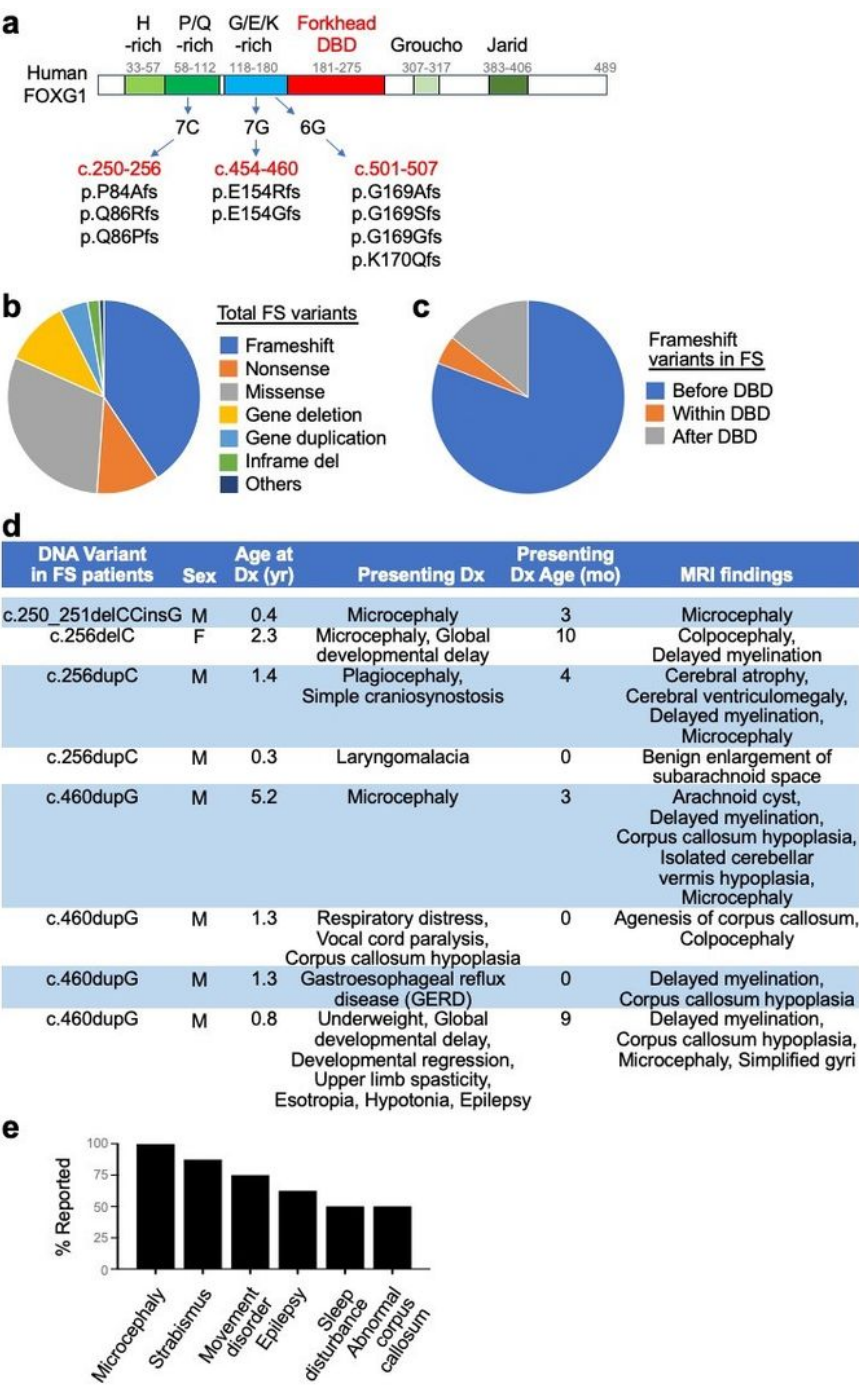 a
H
-rich
P/Q
-rich
G/E/K
-rich
Forkhead
DBD
Groucho
Jarid
33-57
58-112
118-180
181-275
307-317
383-406
489
Human
FOXG1
7C
7G
6G
c.250-256
p.P84Afs
p.Q86Rfs
p.Q86Pfs
c.454-460
p.E154Rfs
p.E154Gfs
c.501-507
p.G169Afs
p.G169Sfs
p.G169Gfs
p.K170Qfs
b
Total FS variants
Frameshift
Nonsense
Missense
Gene deletion
Gene duplication
Inframe del
Others
c
Frameshift
variants in FS
Before DBD
Within DBD
After DBD
d
DNA Variant
in FS patients
Sex
Age at
Dx (yr)
Presenting Dx
Presenting
Dx Age (mo)
MRI findings
c.250_251delCCinsG M 0.4 Microcephaly 3 Microcephaly
c.256delC F 2.3 Microcephaly, Global 10 Colpocephaly,
developmental delay Delayed myelination
c.256dupC M 1.4 Plagiocephaly, 4 Cerebral atrophy,
Simple craniosynostosis Cerebral ventriculomegaly,
Delayed myelination,
Microcephaly
c.256dupC M 0.3 Laryngomalacia 0 Benign enlargement of
subarachnoid space
c.460dupG M 5.2 Microcephaly 3 Arachnoid cyst,
Delayed myelination,
Corpus callosum hypoplasia,
Isolated cerebellar
vermis hypoplasia,
Microcephaly
c.460dupG M 1.3 Respiratory distress, 0 Agenesis of corpus callosum,
Vocal cord paralysis, Colpocephaly
Corpus callosum hypoplasia
c.460dupG M 1.3 Gastroesophageal reflux 0 Delayed myelination,
disease (GERD) Corpus callosum hypoplasia
c.460dupG M 0.8 Underweight, Global 9 Delayed myelination,
developmental delay, Corpus callosum hypoplasia,
Developmental regression, Microcephaly, Simplified gyri
Upper limb spasticity,
Esotropia, Hypotonia, Epilepsy
e
% Reported
100
75
50
25
0
Microcephaly
Strabismus
Movement
disorder
Epilepsy
Sleep
disturbance
Abnormal
corpus
callosum